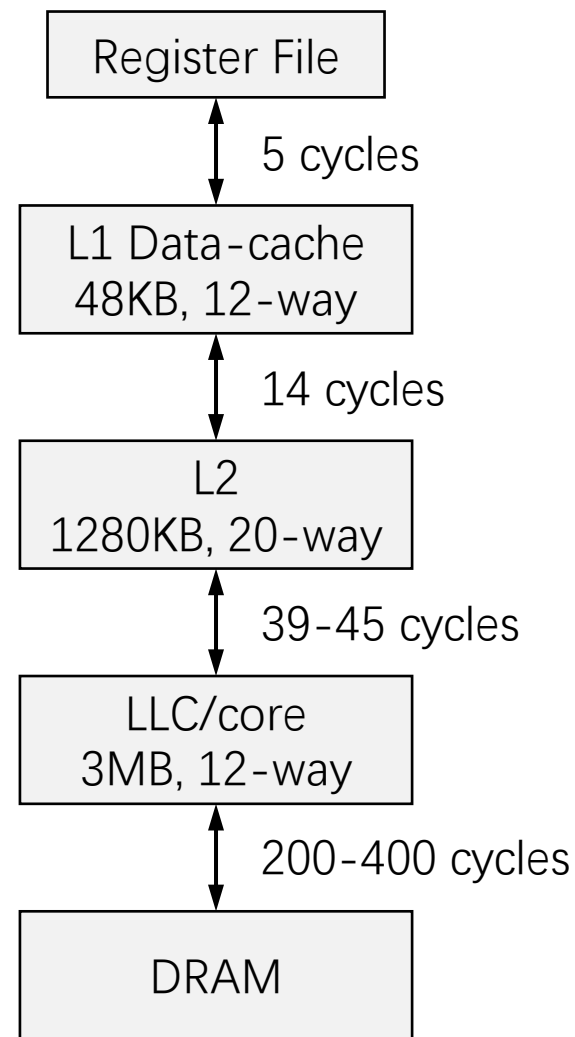 Register File
5 cycles
L1 Data-cache
48KB, 12-way
14 cycles
L2
1280KB, 20-way
39-45 cycles
LLC/core
3MB, 12-way
200-400 cycles
DRAM